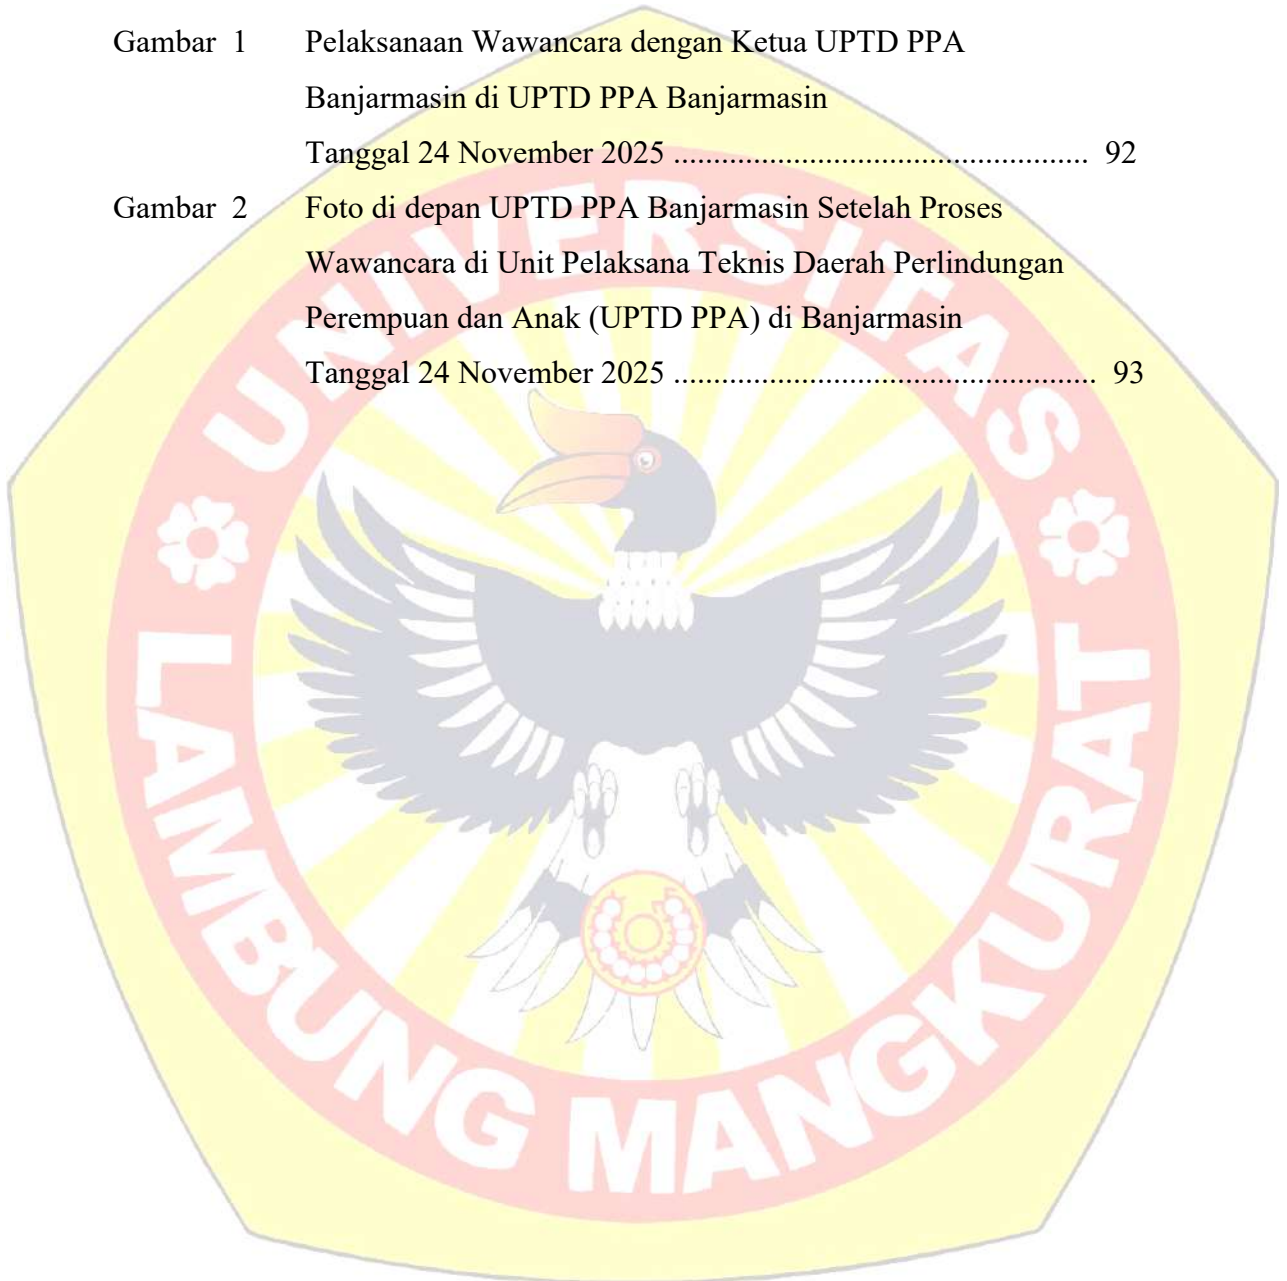 Gambar 1 Pelaksanaan Wawancara dengan Ketua UPTD PPA
Banjarmasin di UPTD PPA Banjarmasin
Tanggal 24 November 2025 .................................................... 92
Gambar 2 Foto di depan UPTD PPA Banjarmasin Setelah Proses
Wawancara di Unit Pelaksana Teknis Daerah Perlindungan
Perempuan dan Anak (UPTD PPA) di Banjarmasin
Tanggal 24 November 2025 ..................................................... 93
UNIVERSITAS
LAMBUNG MANGKURAT